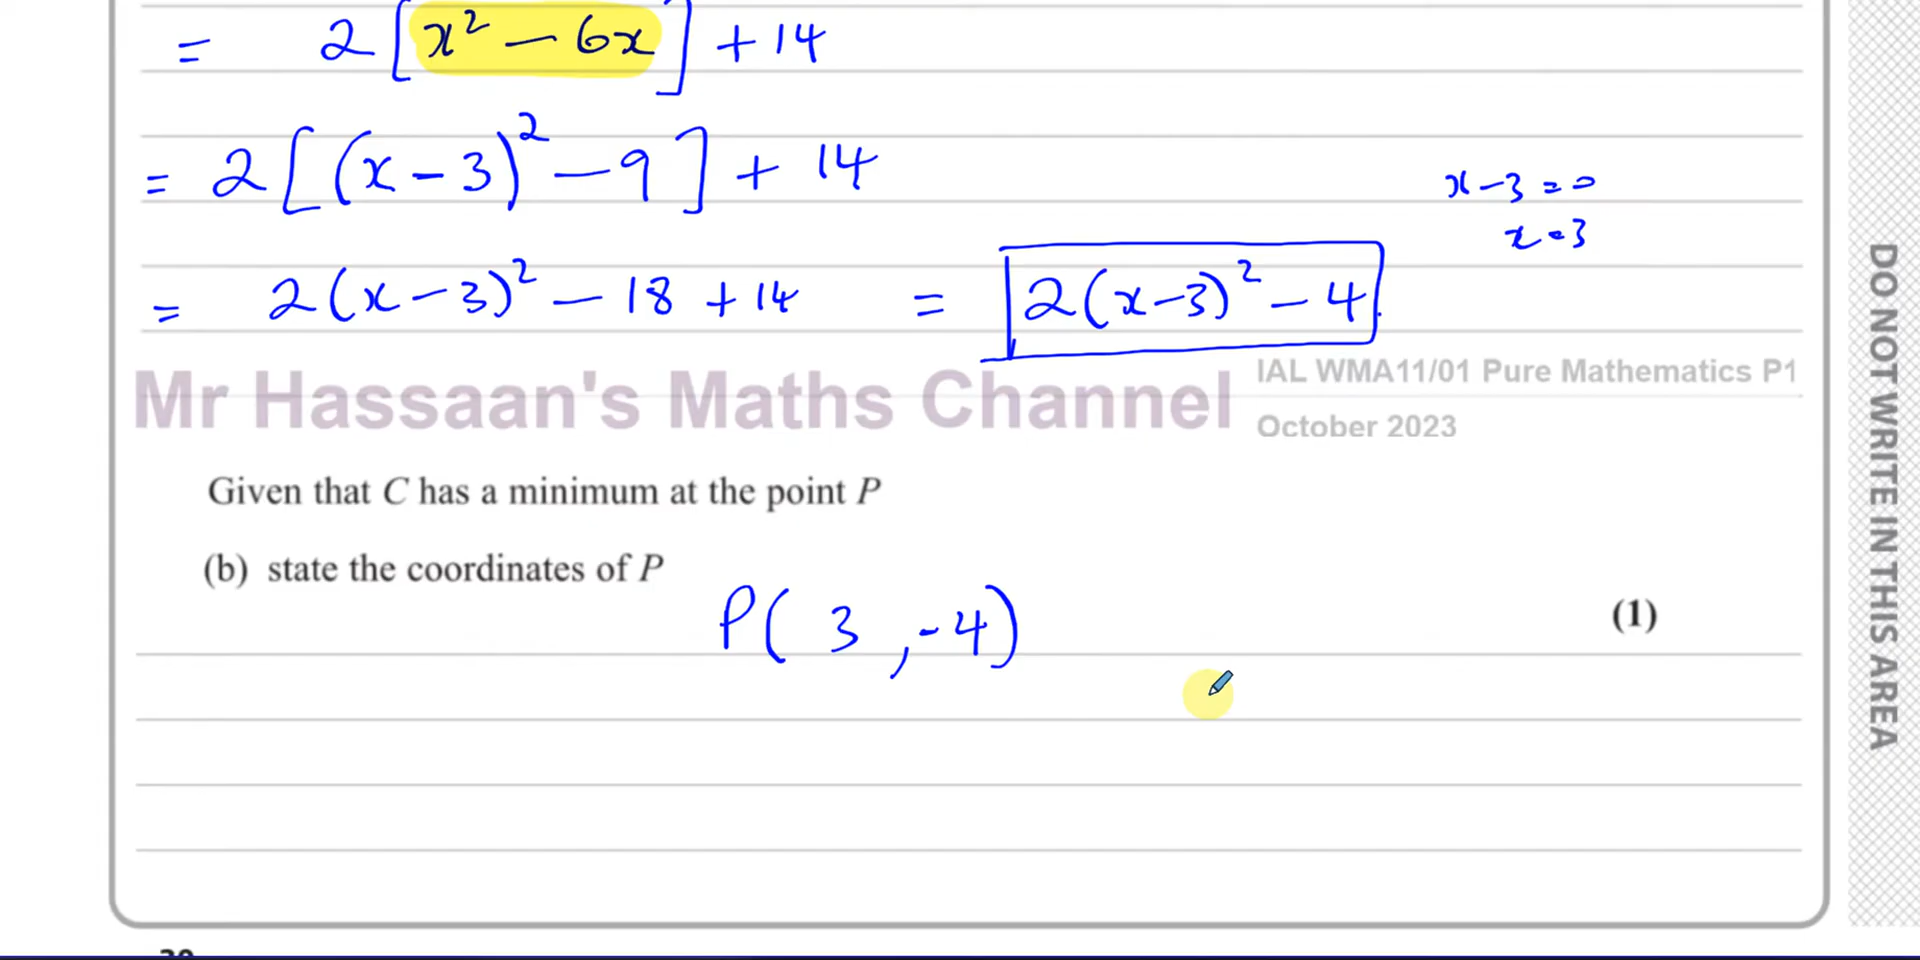 = 2[x² − 6x] + 14
= 2[(x − 3)² − 9] + 14
x − 3 = 0
x = 3
= 2(x − 3)² − 18 + 14 = 2(x − 3)² − 4
Mr Hassaan's Maths Channel
IAL WMA11/01 Pure Mathematics P1
October 2023
Given that C has a minimum at the point P
(b) state the coordinates of P
P( 3 , -4)
(1)
DO NOT WRITE IN THIS AREA